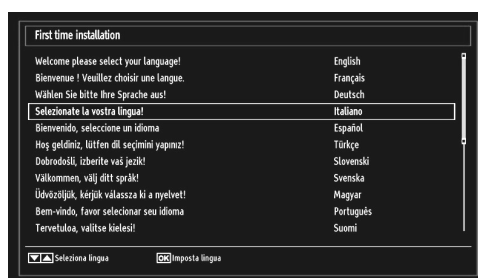 First time installation
Welcome please select your language! English
Bienvenue ! Veuillez choisir une langue. Français
Wählen Sie bitte Ihre Sprache aus! Deutsch
Selezionate la vostra lingua! Italiano
Bienvenido, seleccione un idioma Español
Hoş geldiniz, lütfen dil seçimini yapınız! Türkçe
Dobrodošli, izberite vaš jezik! Slovenski
Välkommen, välj ditt språk! Svenska
Üdvözöljük, kérjük válassza ki a nyelvet! Magyar
Bem-vindo, favor selecionar seu idioma Português
Tervetuloa, valitse kielesi! Suomi
Seleziona lingua OK Imposta lingua